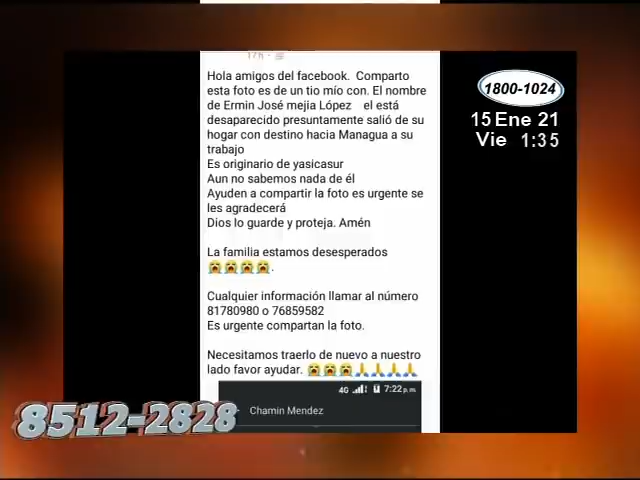 17h
Hola amigos del facebook. Comparto
esta foto es de un tio mío con. El nombre
de Ermin José mejia López el está
desaparecido presuntamente salió de su
hogar con destino hacia Managua a su
trabajo
Es originario de yasicasur
Aun no sabemos nada de él
Ayuden a compartir la foto es urgente se
les agradecerá
Dios lo guarde y proteja. Amén
La familia estamos desesperados
😭😭😭😭.
Cualquier información llamar al número
81780980 o 76859582
Es urgente compartan la foto.
Necesitamos traerlo de nuevo a nuestro
lado favor ayudar. 😭😭😭🙏🙏🙏🙏
4G 7:22 p.m.
Chamin Mendez
1800-1024
15 Ene 21
Vie 1:35
8512-2828